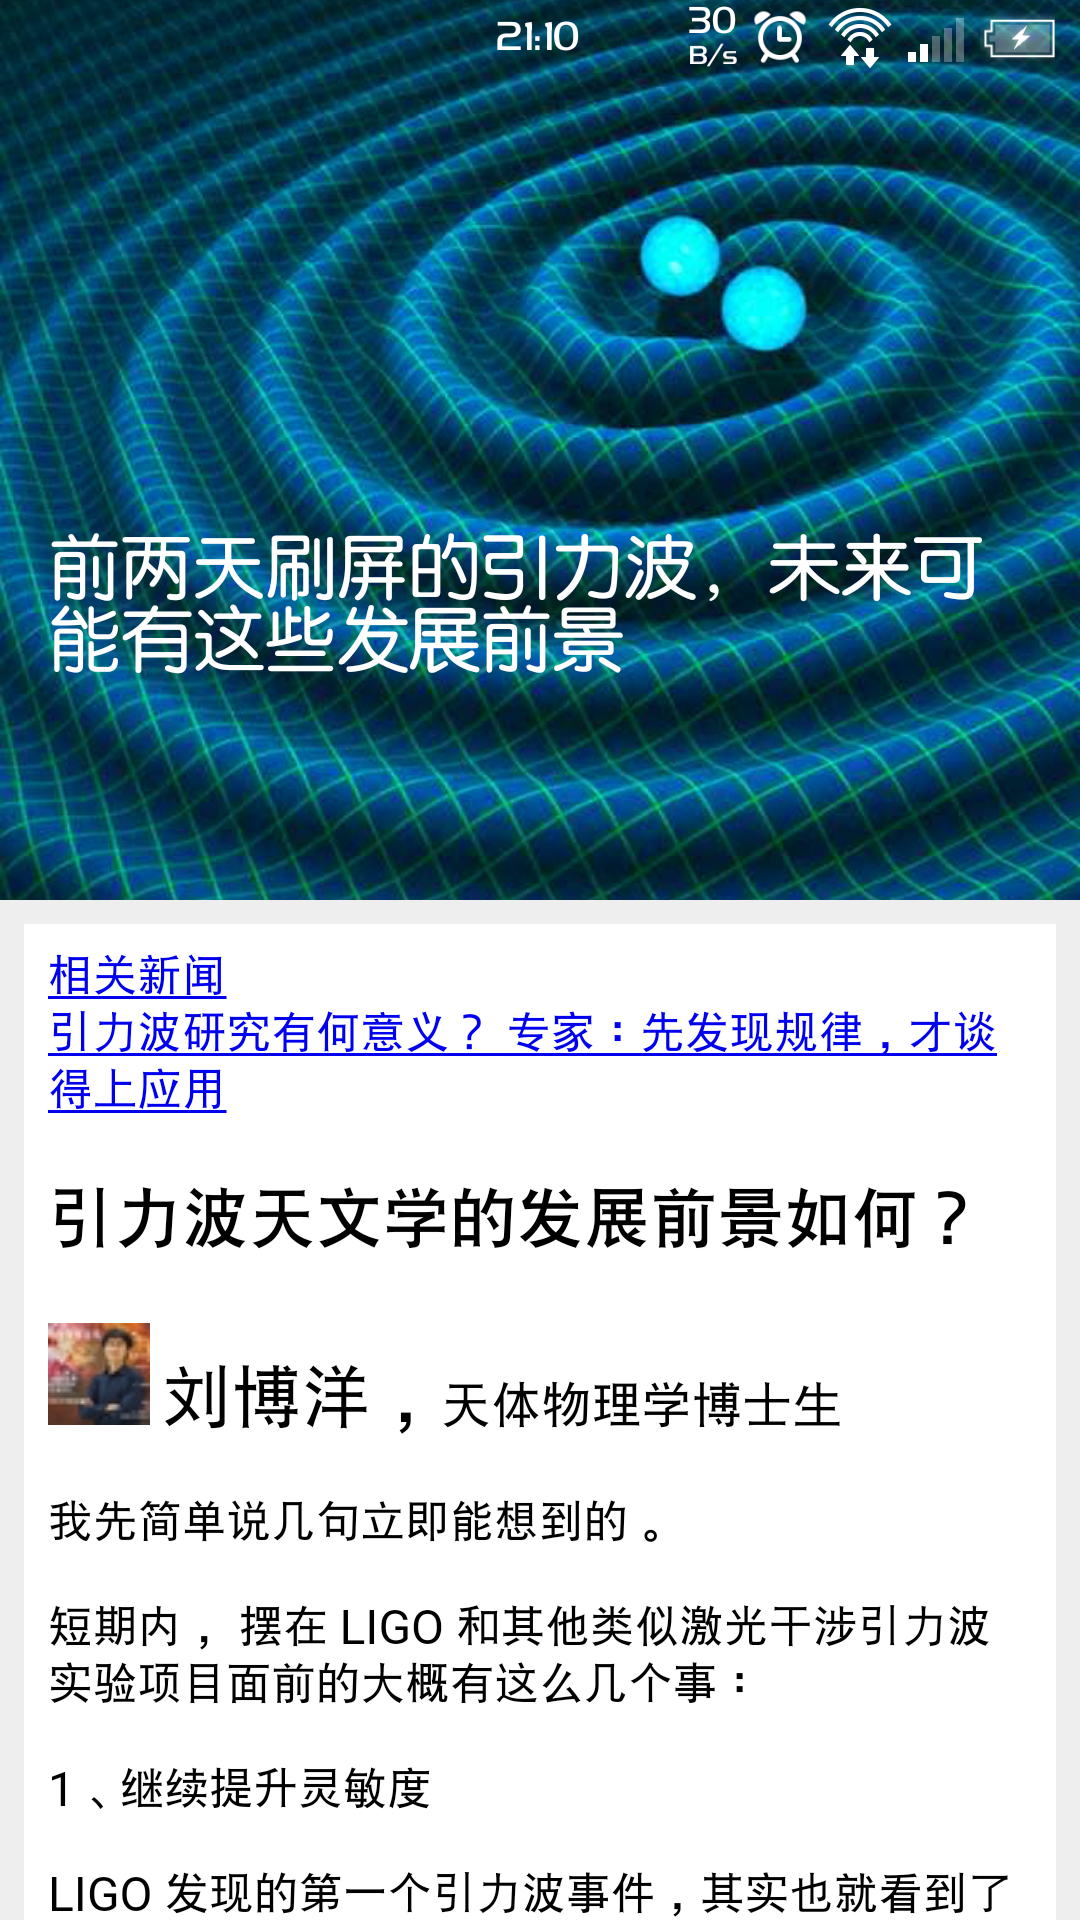 21:10
30
B/s
前两天刷屏的引力波，未来可
能有这些发展前景
相关新闻
引力波研究有何意义？ 专家：先发现规律，才谈
得上应用
引力波天文学的发展前景如何？
刘博洋，天体物理学博士生
我先简单说几句立即能想到的。
短期内，摆在 LIGO 和其他类似激光干涉引力波
实验项目面前的大概有这么几个事：
1、继续提升灵敏度
LIGO 发现的第一个引力波事件，其实也就看到了